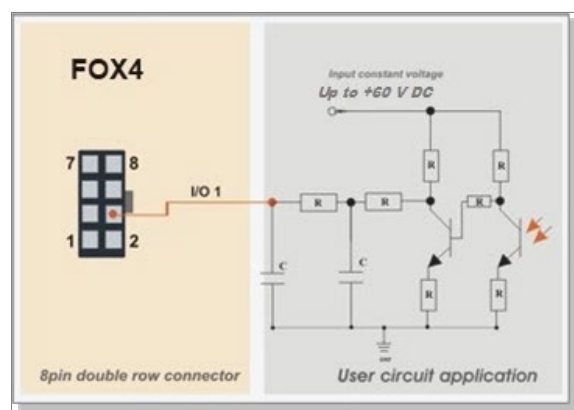 FOX4
Input constant voltage
Up to +60 V DC
7 8
R R
I/O 1
R R R
1 2
C C
R R
GND
8pin double row connector
User circuit application